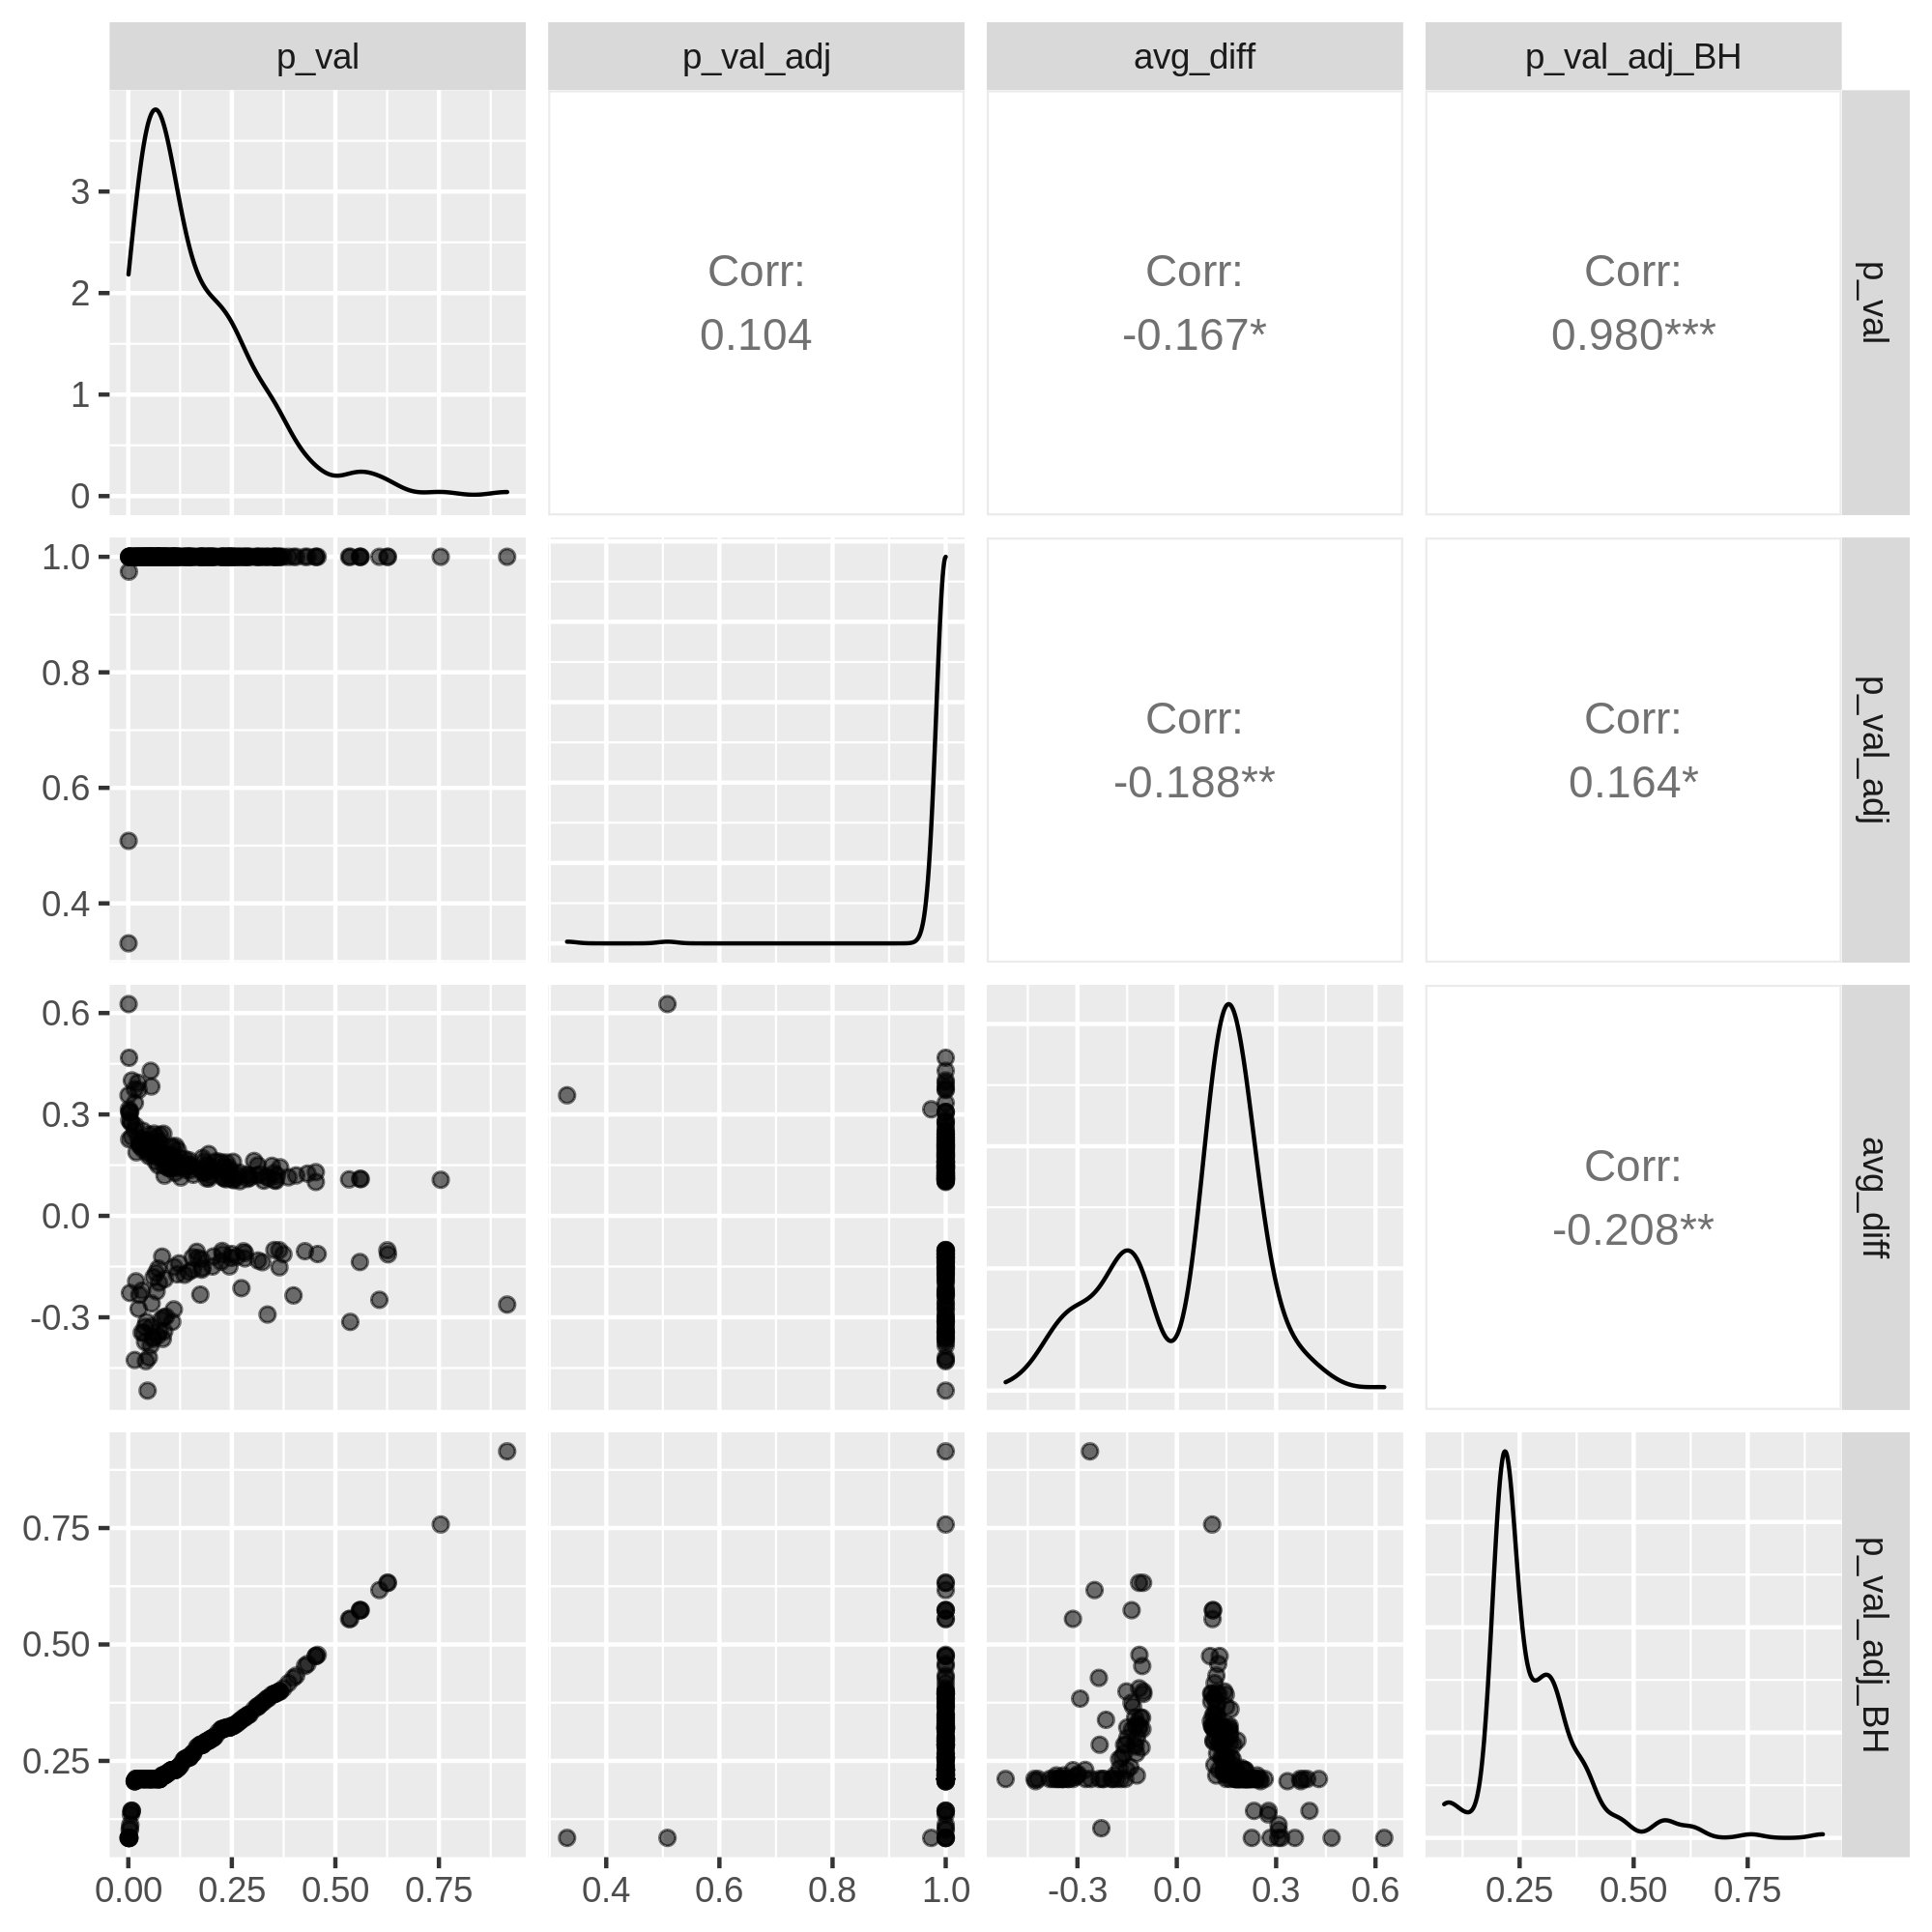 p_val p_val_adj avg_diff p_val_adj_BH
3
2
1
0
Corr:
0.104
Corr:
-0.167*
Corr:
0.980***
p_val
1.0
0.8
0.6
0.4
Corr:
-0.188**
Corr:
0.164*
p_val_adj
0.6
0.3
0.0
-0.3
Corr:
-0.208**
avg_diff
0.75
0.50
0.25
p_val_adj_BH
0.00 0.25 0.50 0.75
0.4 0.6 0.8 1.0
-0.3 0.0 0.3 0.6
0.25 0.50 0.75